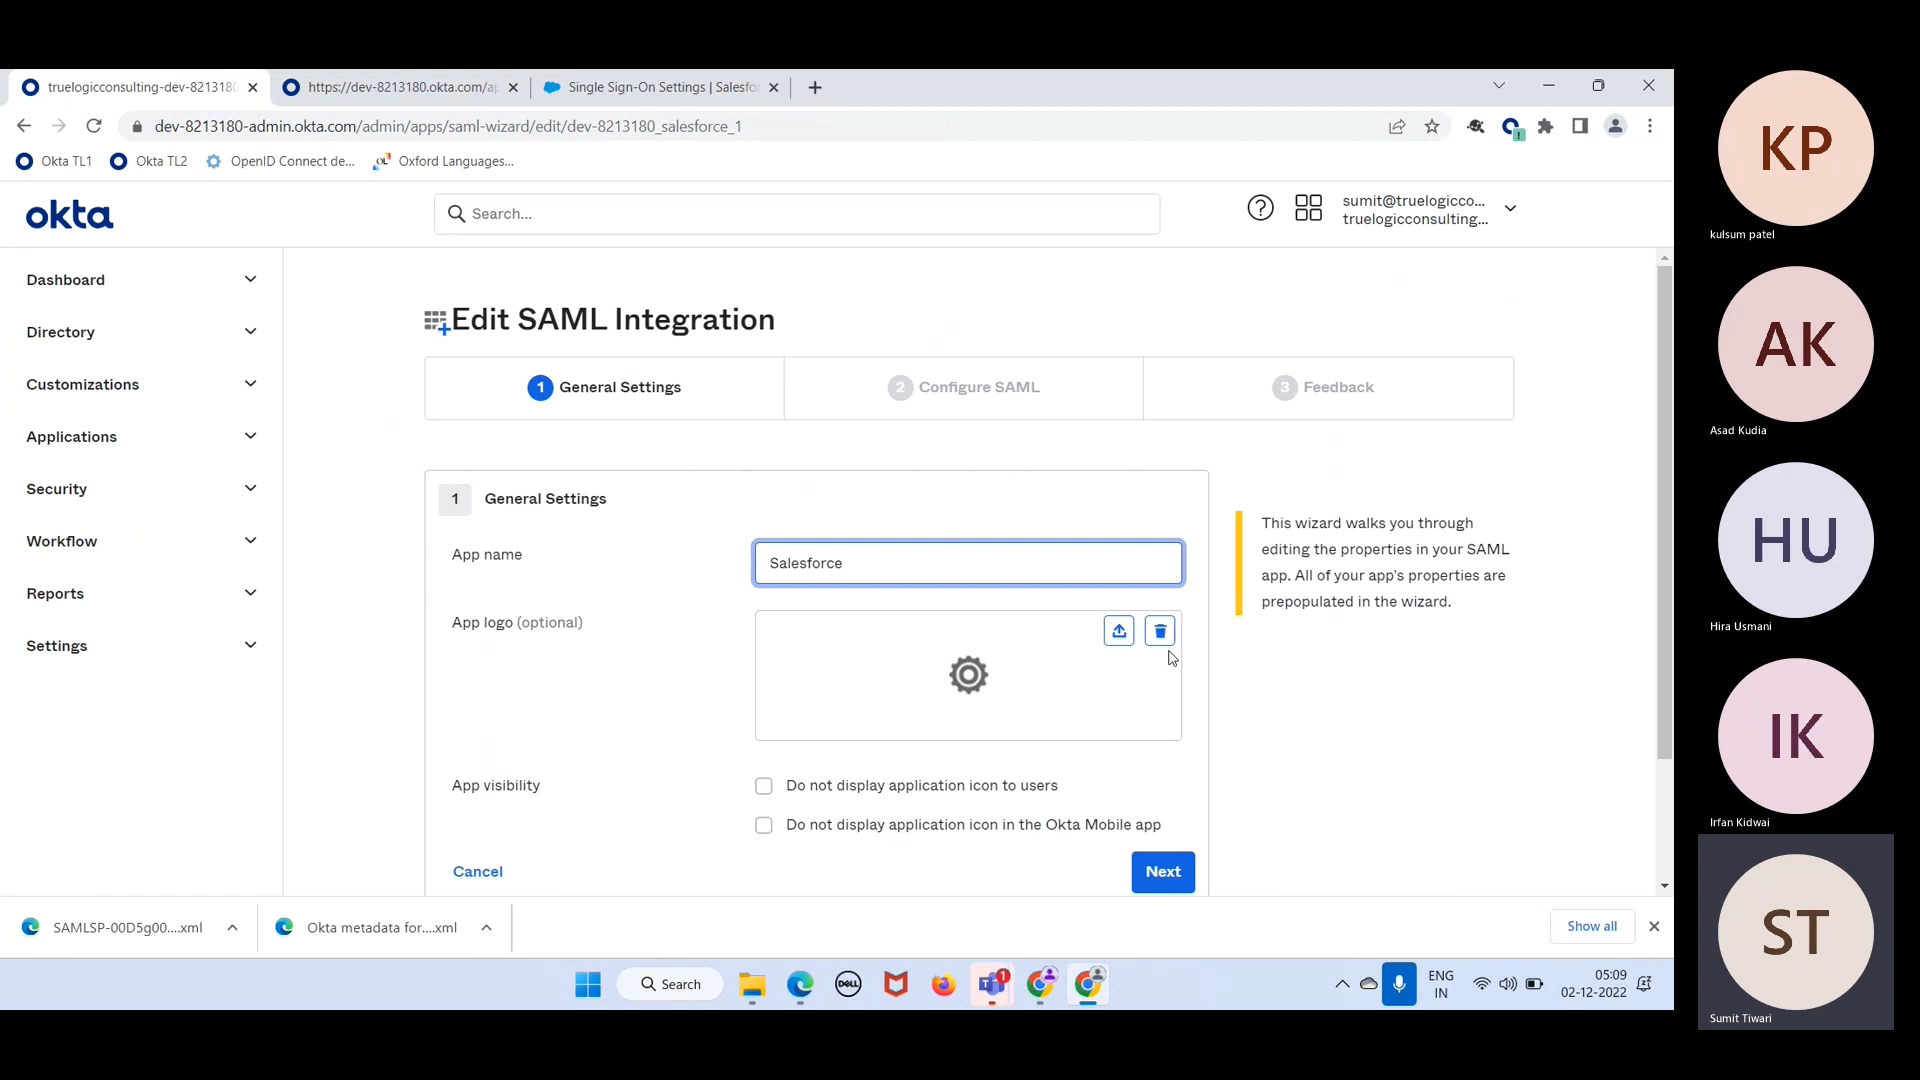 truelogicconsulting-dev-8213180
https://dev-8213180.okta.com/ap
Single Sign-On Settings | Salesfo
dev-8213180-admin.okta.com/admin/apps/saml-wizard/edit/dev-8213180_salesforce_1
Okta TL1
Okta TL2
OpenID Connect de...
Oxford Languages...
okta
Search...
sumit@truelogicco...
truelogicconsulting...
Dashboard
Directory
Customizations
Applications
Security
Workflow
Reports
Settings
Edit SAML Integration
1 General Settings
2 Configure SAML
3 Feedback
1 General Settings
App name
Salesforce
App logo (optional)
App visibility
Do not display application icon to users
Do not display application icon in the Okta Mobile app
Cancel
Next
This wizard walks you through
editing the properties in your SAML
app. All of your app's properties are
prepopulated in the wizard.
SAMLSP-00D5g00....xml
Okta metadata for....xml
Show all
Search
DELL
T
1
ENG
IN
05:09
02-12-2022
KP
kulsum patel
AK
Asad Kudia
HU
Hira Usmani
IK
Irfan Kidwai
ST
Sumit Tiwari